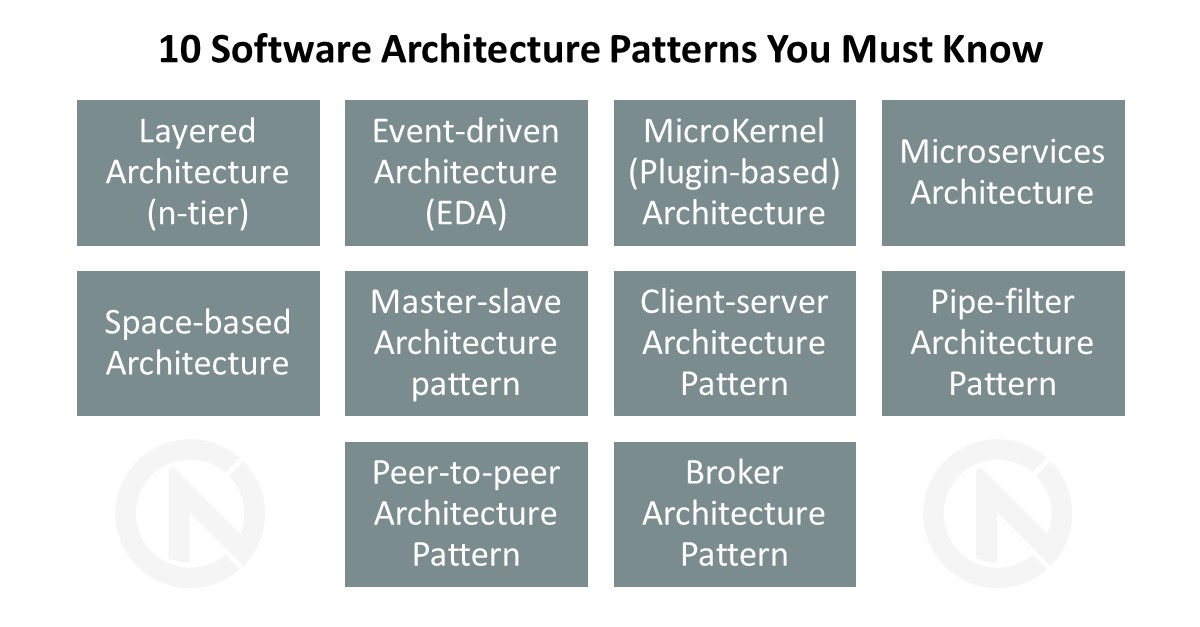 10 Software Architecture Patterns You Must Know
Layered
Architecture
(n-tier)
Event-driven
Architecture
(EDA)
MicroKernel
(Plugin-based)
Architecture
Microservices
Architecture
Space-based
Architecture
Master-slave
Architecture
pattern
Client-server
Architecture
Pattern
Pipe-filter
Architecture
Pattern
Peer-to-peer
Architecture
Pattern
Broker
Architecture
Pattern